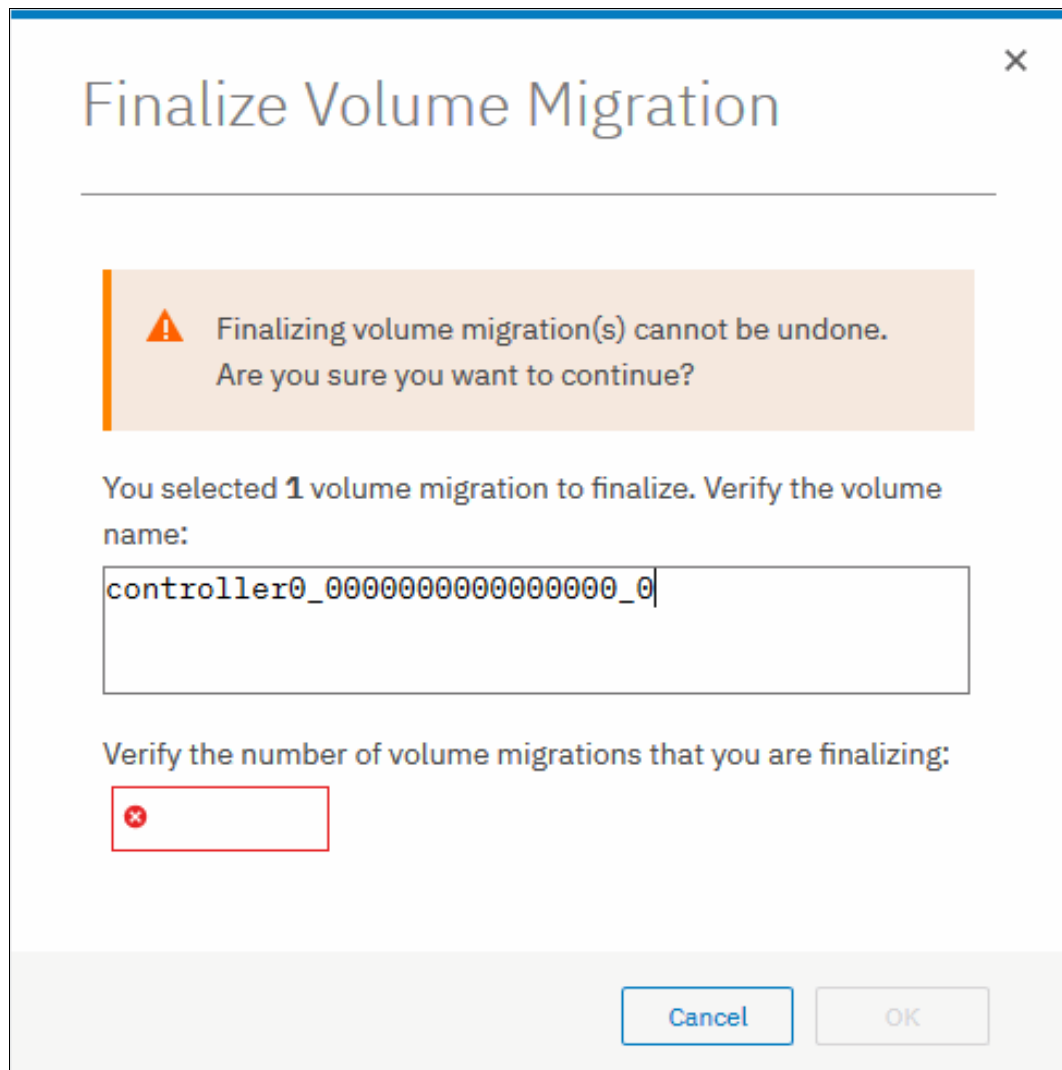 Finalize Volume Migration
Finalizing volume migration(s) cannot be undone.
Are you sure you want to continue?
You selected 1 volume migration to finalize. Verify the volume
name:
controller0_0000000000000000_0
Verify the number of volume migrations that you are finalizing:
Cancel OK